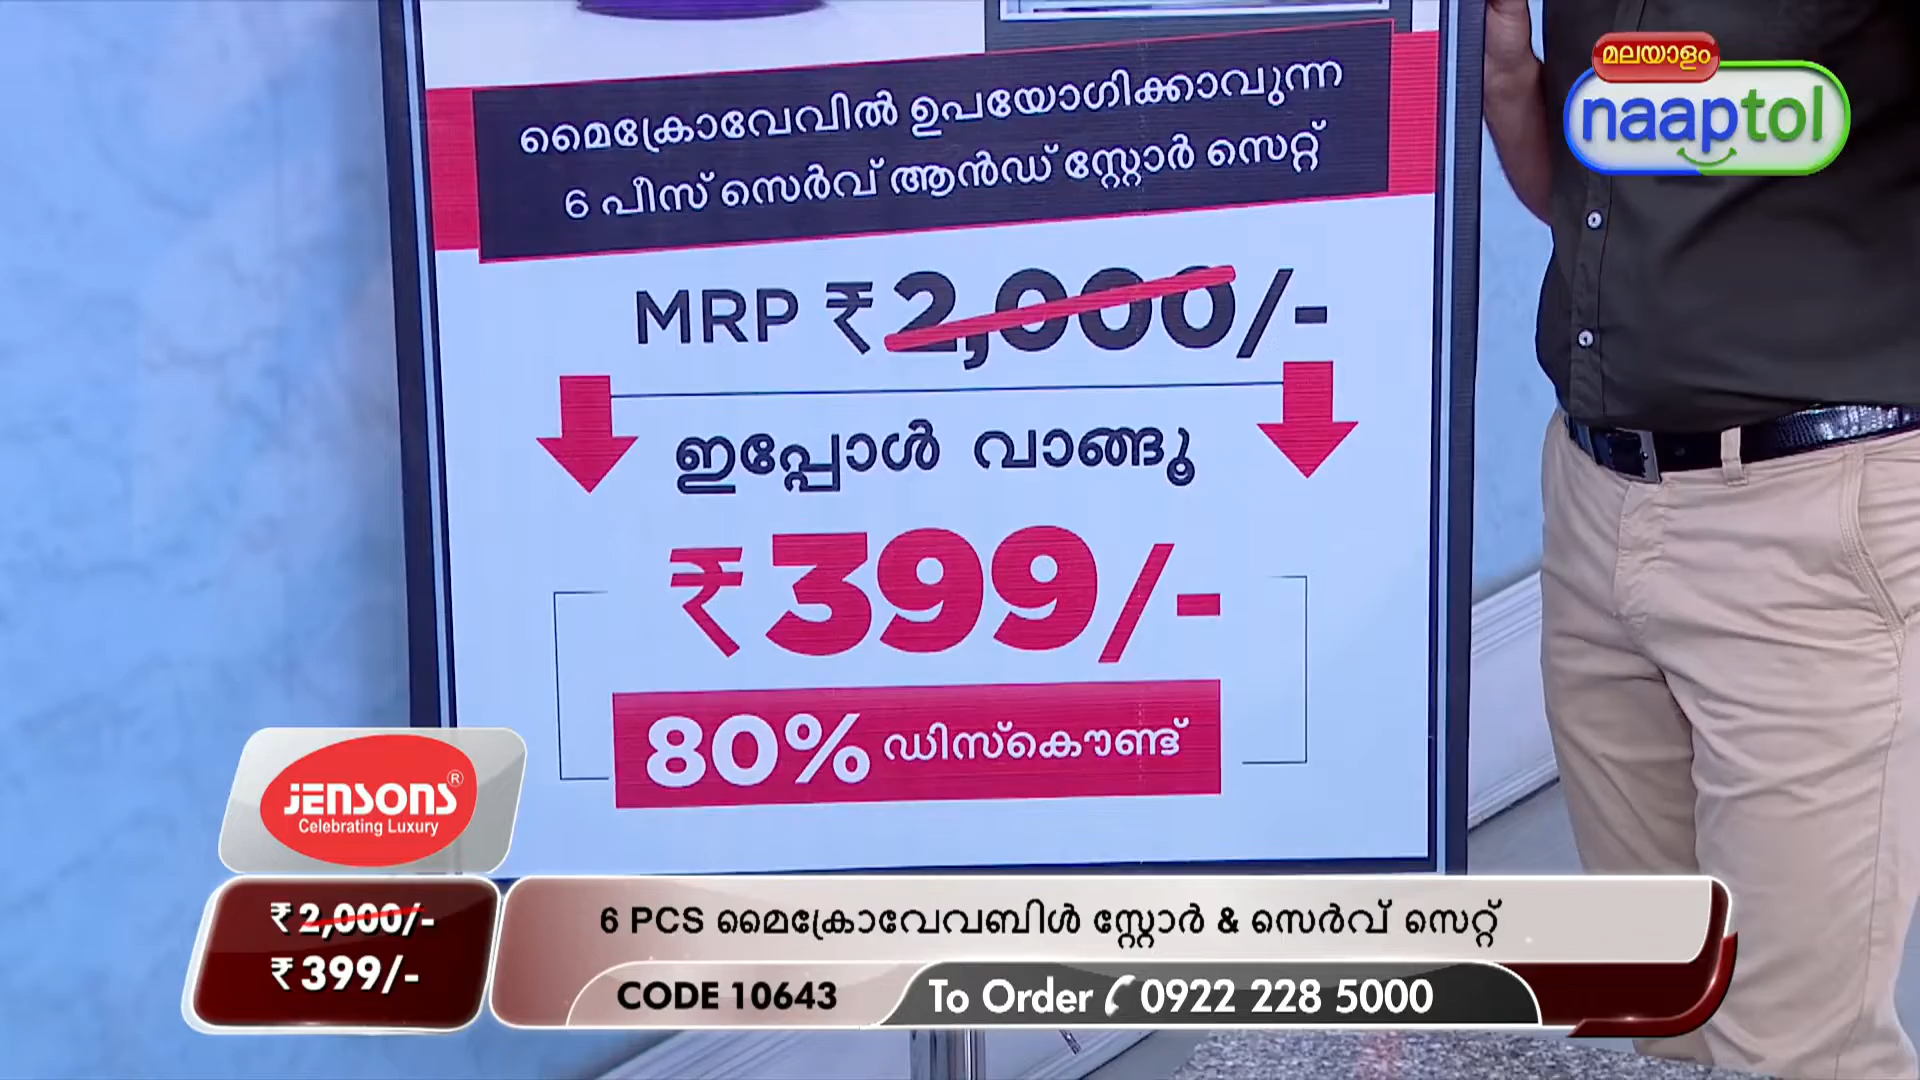 മലയാളം
naaptol
മൈക്രോവേവിൽ ഉപയോഗിക്കാവുന്ന
6 പീസ് സെർവ് ആൻഡ് സ്റ്റോർ സെറ്റ്
MRP ₹2,000/-
ഇപ്പോൾ വാങ്ങൂ
₹399/-
80% ഡിസ്കൌണ്ട്
JENSONS®
Celebrating Luxury
₹2,000/-
₹399/-
6 PCS മൈക്രോവേവബിൾ സ്റ്റോർ & സെർവ് സെറ്റ്
CODE 10643
To Order 0922 228 5000